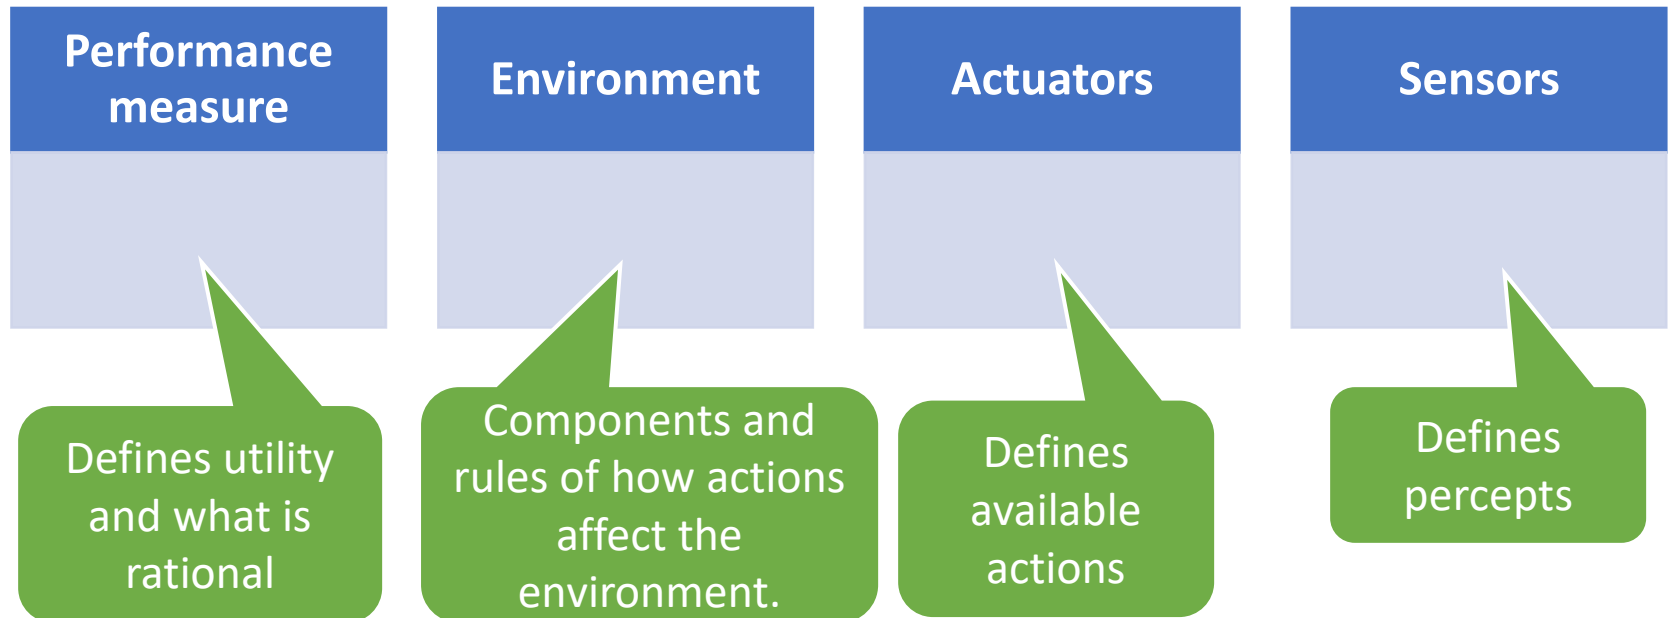 Performance
measure
Environment
Actuators
Sensors
Defines utility
and what is
rational
Components and
rules of how actions
affect the
environment.
Defines
available
actions
Defines
percepts